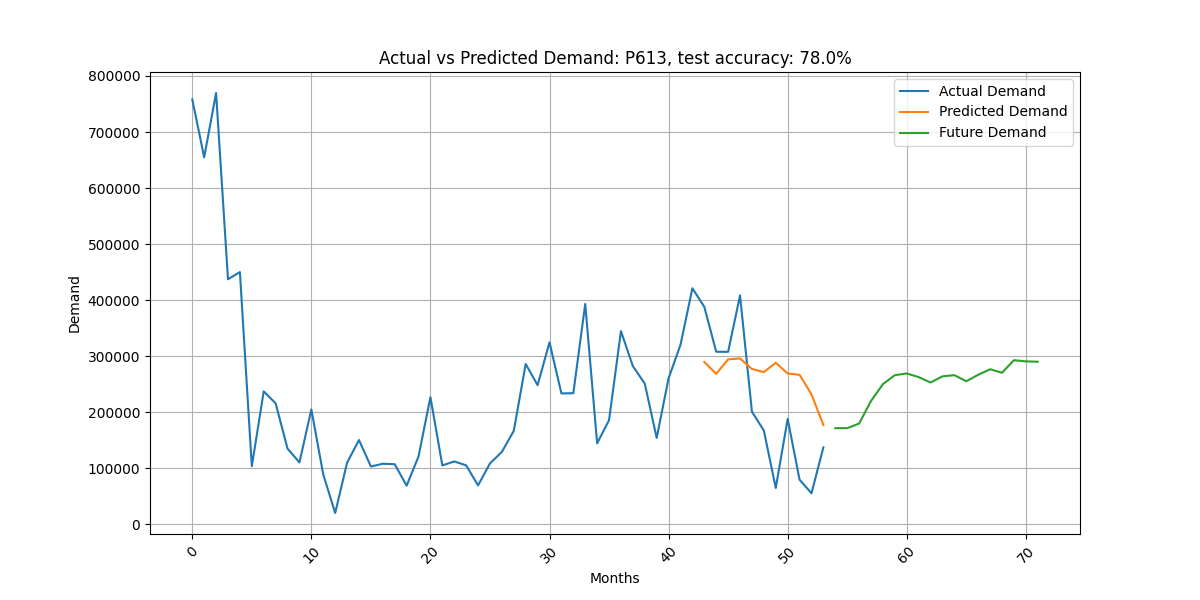 Actual vs Predicted Demand: P613, test accuracy: 78.0%
800000
700000
600000
500000
400000
300000
200000
100000
0
Demand
Actual Demand
Predicted Demand
Future Demand
0
10
20
30
40
50
60
70
Months